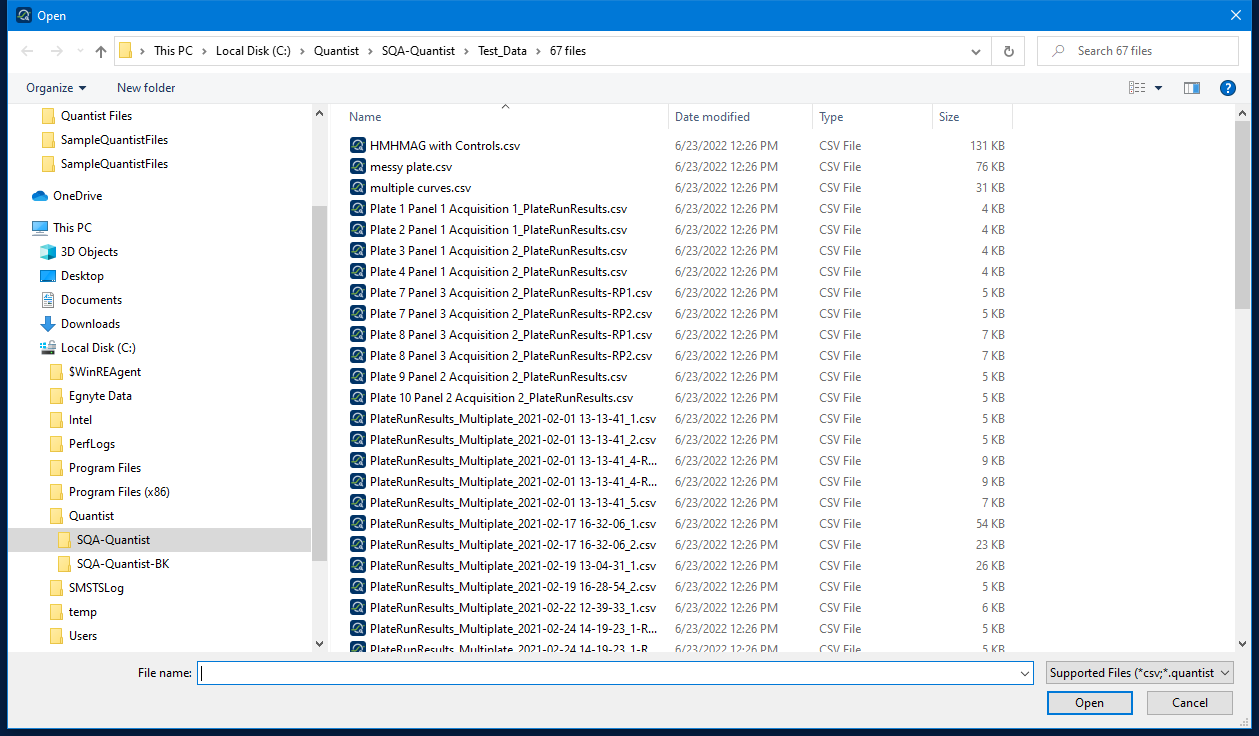 Open
This PC > Local Disk (C:) > Quantist > SQA-Quantist > Test_Data > 67 files
Search 67 files
Organize
New folder
Quantist Files
SampleQuantistFiles
SampleQuantistFiles
OneDrive
This PC
3D Objects
Desktop
Documents
Downloads
Local Disk (C:)
$WinREAgent
Egnyte Data
Intel
PerfLogs
Program Files
Program Files (x86)
Quantist
SQA-Quantist
SQA-Quantist-BK
SMSTSLog
temp
Users
Name Date modified Type Size
HMHMAG with Controls.csv 6/23/2022 12:26 PM CSV File 131 KB
messy plate.csv 6/23/2022 12:26 PM CSV File 76 KB
multiple curves.csv 6/23/2022 12:26 PM CSV File 31 KB
Plate 1 Panel 1 Acquisition 1_PlateRunResults.csv 6/23/2022 12:26 PM CSV File 4 KB
Plate 2 Panel 1 Acquisition 1_PlateRunResults.csv 6/23/2022 12:26 PM CSV File 4 KB
Plate 3 Panel 1 Acquisition 2_PlateRunResults.csv 6/23/2022 12:26 PM CSV File 4 KB
Plate 4 Panel 1 Acquisition 2_PlateRunResults.csv 6/23/2022 12:26 PM CSV File 4 KB
Plate 7 Panel 3 Acquisition 2_PlateRunResults-RP1.csv 6/23/2022 12:26 PM CSV File 5 KB
Plate 7 Panel 3 Acquisition 2_PlateRunResults-RP2.csv 6/23/2022 12:26 PM CSV File 5 KB
Plate 8 Panel 3 Acquisition 2_PlateRunResults-RP1.csv 6/23/2022 12:26 PM CSV File 7 KB
Plate 8 Panel 3 Acquisition 2_PlateRunResults-RP2.csv 6/23/2022 12:26 PM CSV File 7 KB
Plate 9 Panel 2 Acquisition 2_PlateRunResults.csv 6/23/2022 12:26 PM CSV File 5 KB
Plate 10 Panel 2 Acquisition 2_PlateRunResults.csv 6/23/2022 12:26 PM CSV File 5 KB
PlateRunResults_Multiplate_2021-02-01 13-13-41_1.csv 6/23/2022 12:26 PM CSV File 5 KB
PlateRunResults_Multiplate_2021-02-01 13-13-41_2.csv 6/23/2022 12:26 PM CSV File 5 KB
PlateRunResults_Multiplate_2021-02-01 13-13-41_4-R... 6/23/2022 12:26 PM CSV File 9 KB
PlateRunResults_Multiplate_2021-02-01 13-13-41_4-R... 6/23/2022 12:26 PM CSV File 9 KB
PlateRunResults_Multiplate_2021-02-01 13-13-41_5.csv 6/23/2022 12:26 PM CSV File 7 KB
PlateRunResults_Multiplate_2021-02-17 16-32-06_1.csv 6/23/2022 12:26 PM CSV File 54 KB
PlateRunResults_Multiplate_2021-02-17 16-32-06_2.csv 6/23/2022 12:26 PM CSV File 23 KB
PlateRunResults_Multiplate_2021-02-19 13-04-31_1.csv 6/23/2022 12:26 PM CSV File 26 KB
PlateRunResults_Multiplate_2021-02-19 16-28-54_2.csv 6/23/2022 12:26 PM CSV File 5 KB
PlateRunResults_Multiplate_2021-02-22 12-39-33_1.csv 6/23/2022 12:26 PM CSV File 6 KB
PlateRunResults_Multiplate_2021-02-24 14-19-23_1-R... 6/23/2022 12:26 PM CSV File 5 KB
PlateRunResults_Multiplate_2021-02-24 14-19-23_1-R... 6/23/2022 12:26 PM CSV File 5 KB
File name:
Supported Files (*csv;*.quantist
Open
Cancel